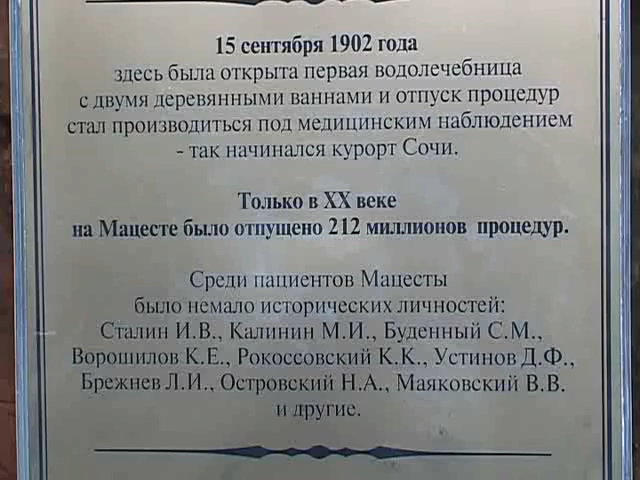 15 сентября 1902 года
здесь была открыта первая водолечебница
с двумя деревянными ваннами и отпуск процедур
стал производиться под медицинским наблюдением
- так начинался курорт Сочи.
Только в XX веке
на Мацесте было отпущено 212 миллионов процедур.
Среди пациентов Мацесты
было немало исторических личностей:
Сталин И.В., Калинин М.И., Буденный С.М.,
Ворошилов К.Е., Рокоссовский К.К., Устинов Д.Ф.,
Брежнев Л.И., Островский Н.А., Маяковский В.В.
и другие.